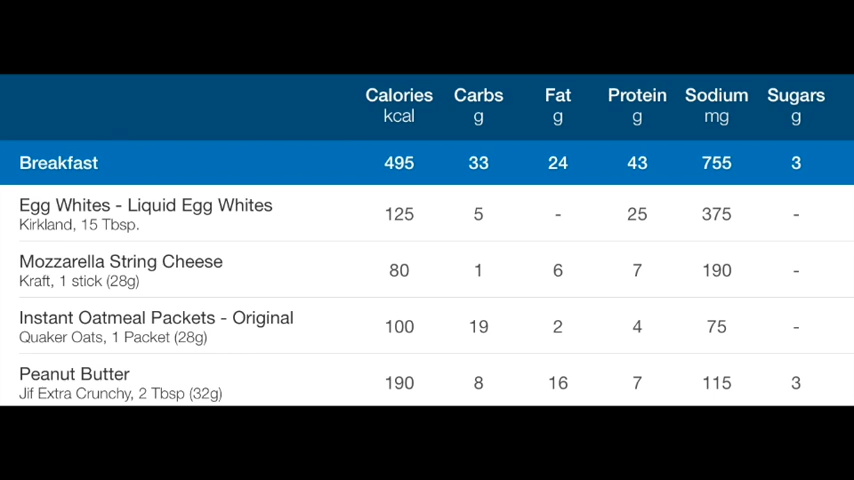 Calories Carbs Fat Protein Sodium Sugars
kcal g g g mg g
Breakfast 495 33 24 43 755 3
Egg Whites - Liquid Egg Whites
Kirkland, 15 Tbsp.
125 5 - 25 375 -
Mozzarella String Cheese
Kraft, 1 stick (28g)
80 1 6 7 190 -
Instant Oatmeal Packets - Original
Quaker Oats, 1 Packet (28g)
100 19 2 4 75 -
Peanut Butter
Jif Extra Crunchy, 2 Tbsp (32g)
190 8 16 7 115 3